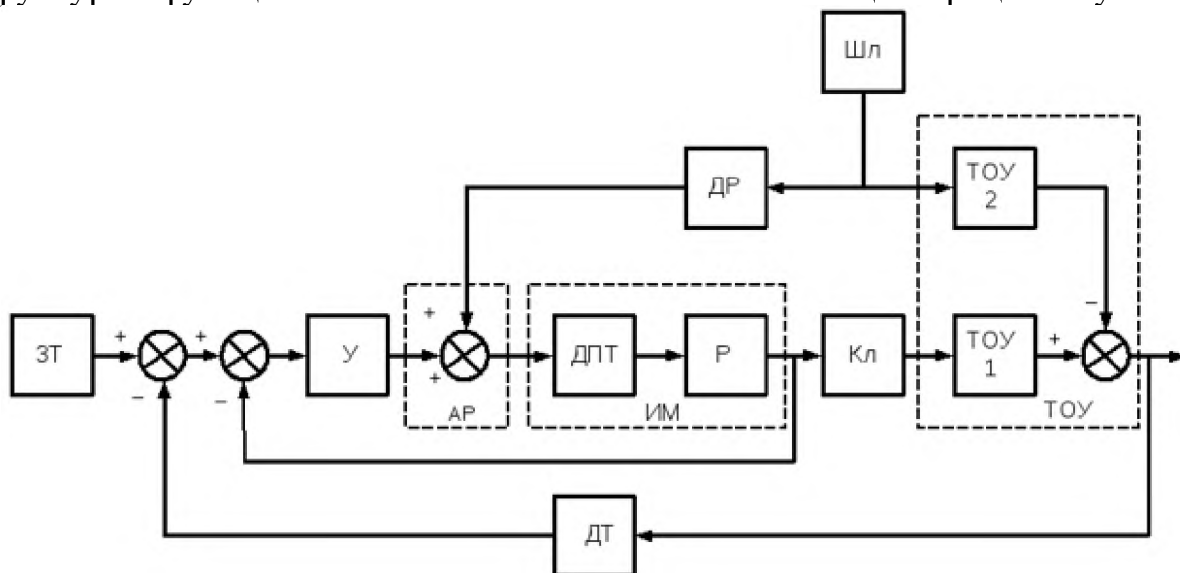 Шл
ДР
ТОУ
2
+
−
ЗТ
+
+
У
+
+
ДПТ
Р
Кл
ТОУ
1
+
−
−
АР
ИМ
ТОУ
ДТ